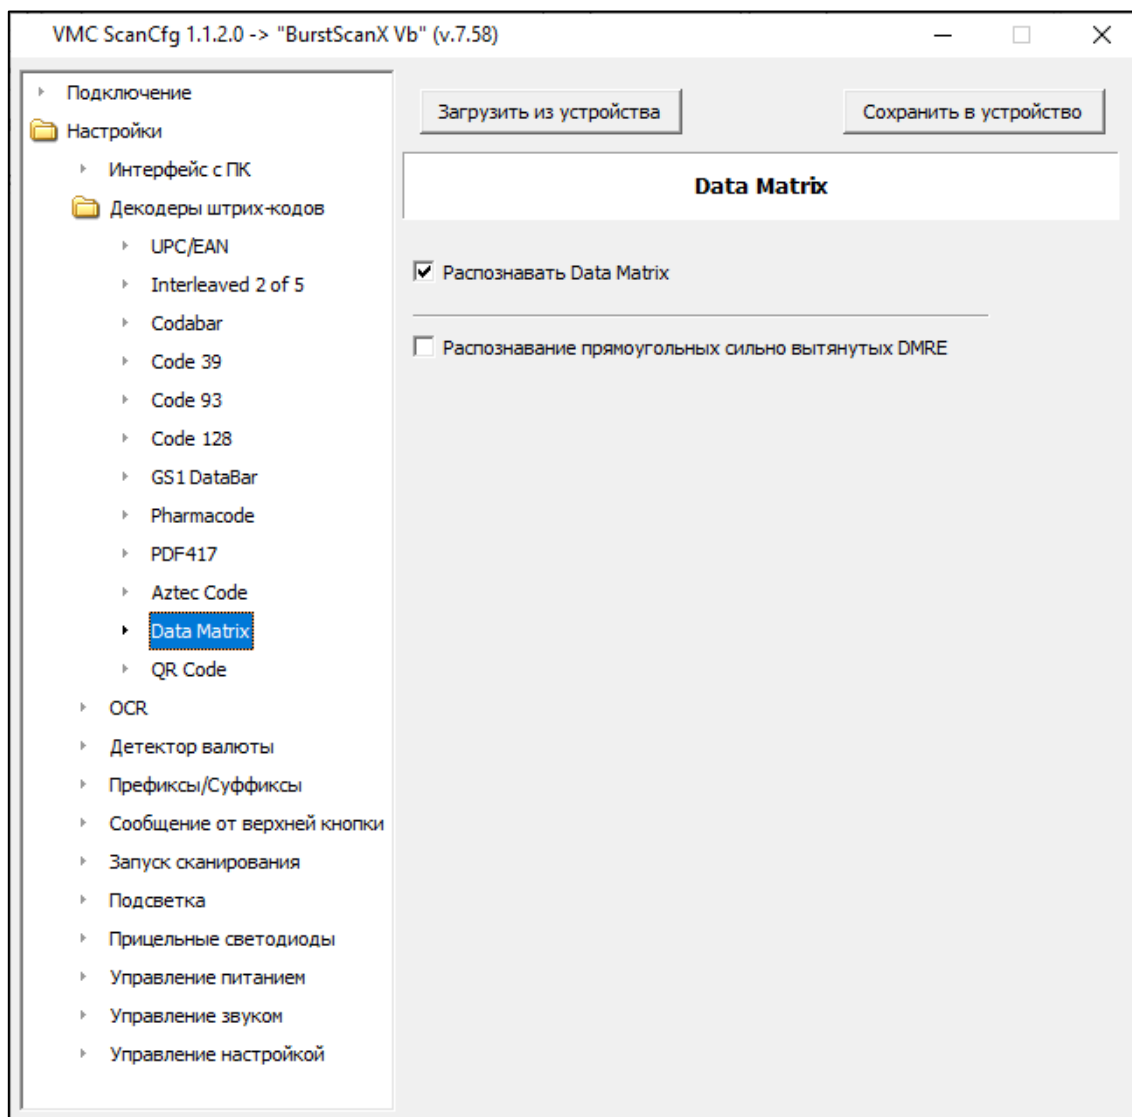 VMC ScanCfg 1.1.2.0 -> "BurstScanX Vb" (v.7.58)
Подключение
Настройки
Интерфейс с ПК
Декодеры штрих-кодов
UPC/EAN
Interleaved 2 of 5
Codabar
Code 39
Code 93
Code 128
GS1 DataBar
Pharmacode
PDF417
Aztec Code
Data Matrix
QR Code
OCR
Детектор валюты
Префиксы/Суффиксы
Сообщение от верхней кнопки
Запуск сканирования
Подсветка
Прицельные светодиоды
Управление питанием
Управление звуком
Управление настройкой
Загрузить из устройства
Сохранить в устройство
Data Matrix
Распознавать Data Matrix
Распознавание прямоугольных сильно вытянутых DMRE